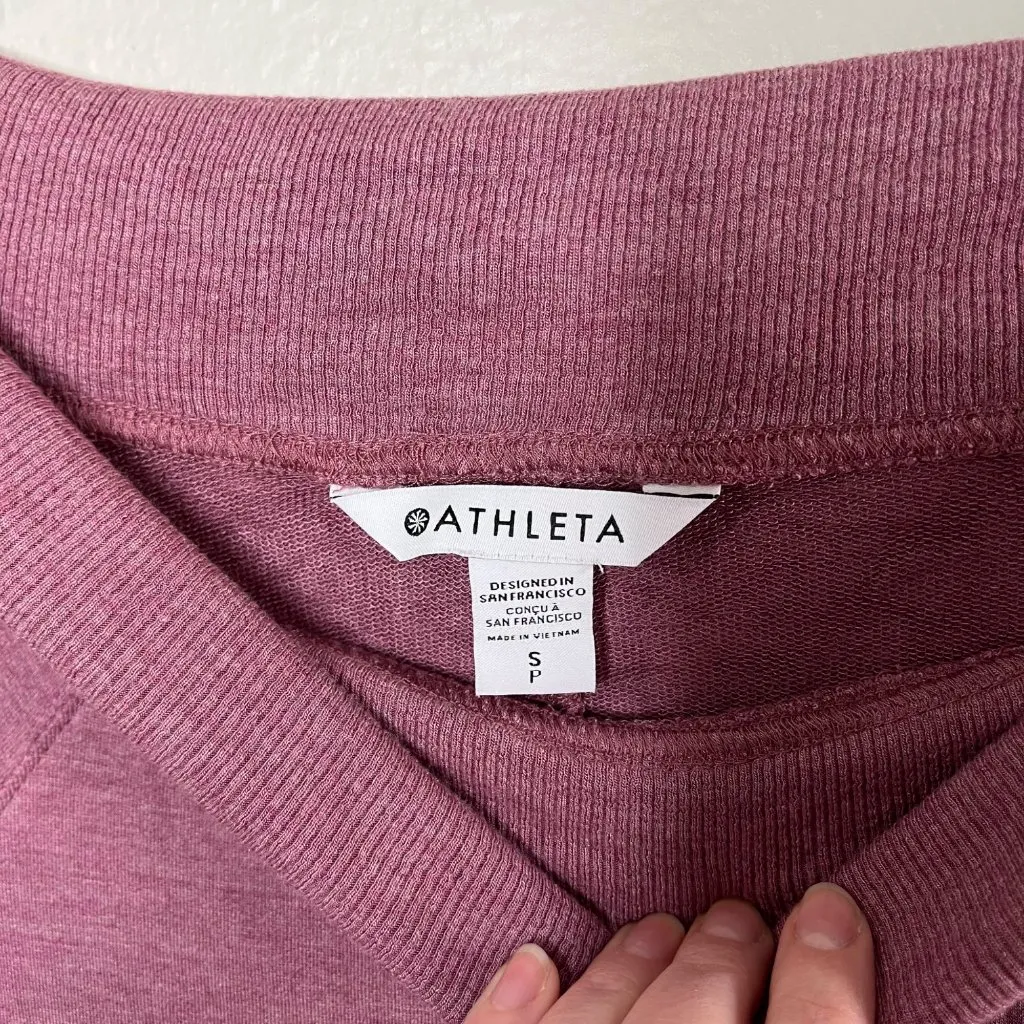 ATHLETA
DESIGNED IN
SAN FRANCISCO
CONÇU À
SAN FRANCISCO
MADE IN VIETNAM
S
P